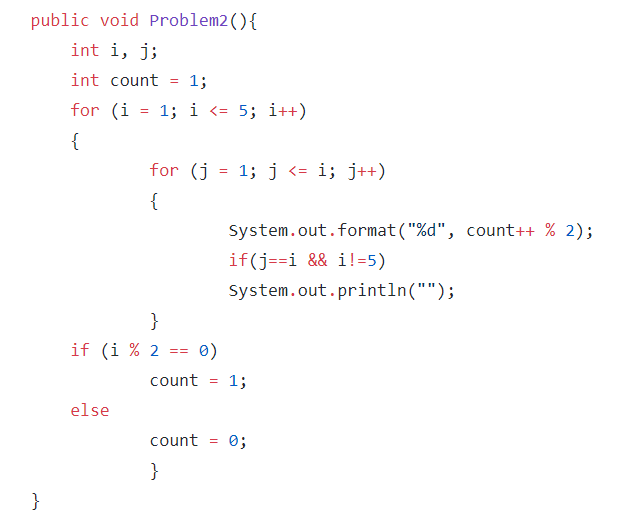 public void Problem2(){
int i, j;
int count = 1;
for (i = 1; i <= 5; i++)
{
for (j = 1; j <= i; j++)
{
System.out.format("%d", count++ % 2);
if(j==i && i!=5)
System.out.println("");
}
if (i % 2 == 0)
count = 1;
else
count = 0;
}
}